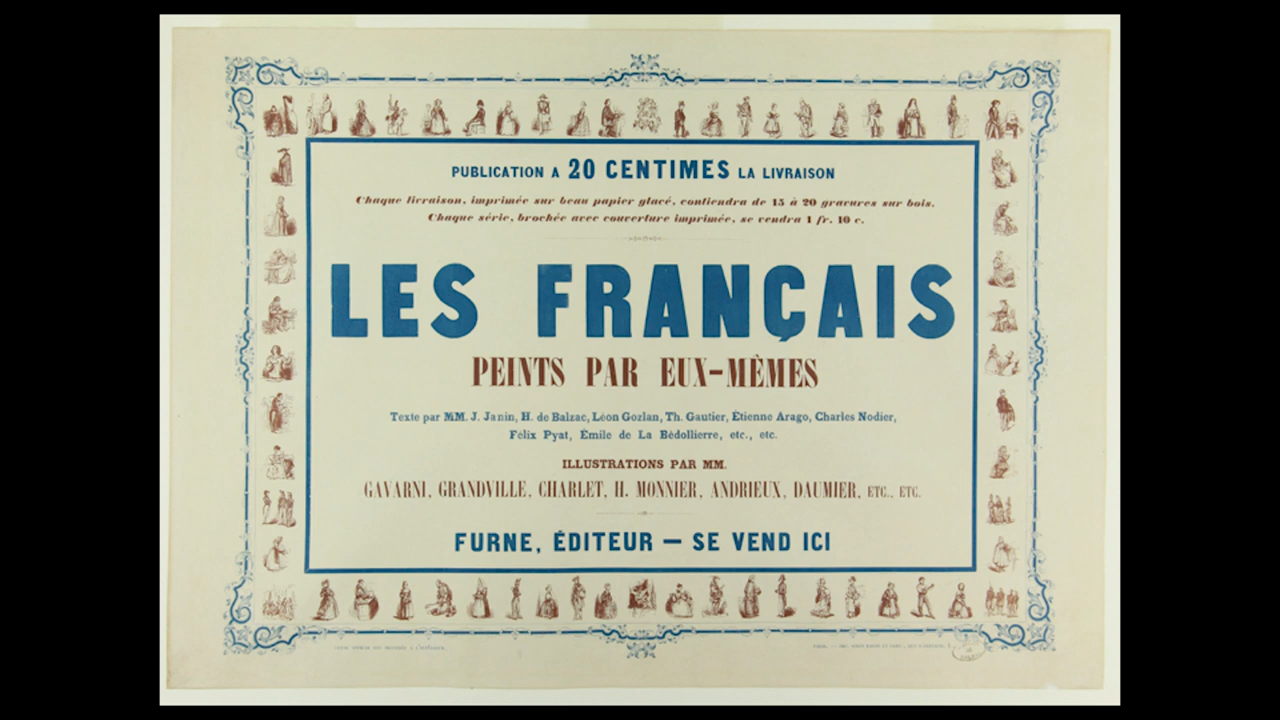 PUBLICATION A 20 CENTIMES LA LIVRAISON
Chaque livraison, imprimée sur beau papier glacé, contiendra de 15 à 20 gravures sur bois.
Chaque série, brochée avec couverture imprimée, se vendra 1 fr. 10 c.
LES FRANÇAIS
PEINTS PAR EUX-MÊMES
Texte par MM. J. Janin, H. de Balzac, Léon Gozlan, Th. Gautier, Étienne Arago, Charles Nodier,
Félix Pyat, Émile de La Bédollierre, etc., etc.
ILLUSTRATIONS PAR MM.
GAVARNI, GRANDVILLE, CHARLET, H. MONNIER, ANDRIEUX, DAUMIER, ETC., ETC.
FURNE, ÉDITEUR — SE VEND ICI